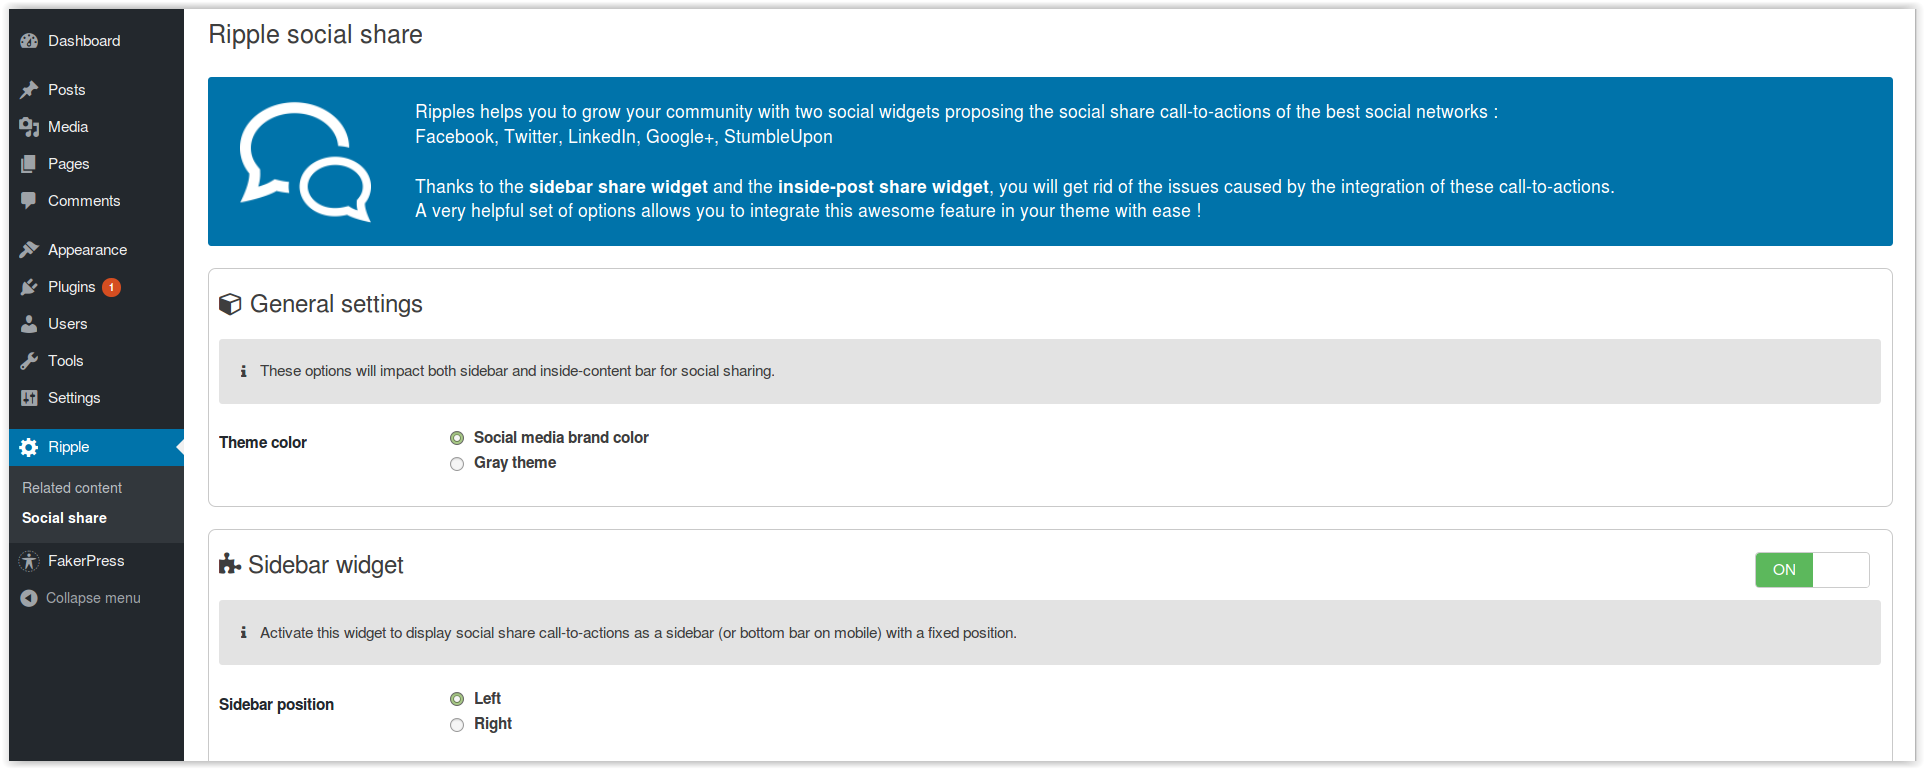 Dashboard
Posts
Media
Pages
Comments
Appearance
Plugins 1
Users
Tools
Settings
Ripple
Related content
Social share
FakerPress
Collapse menu
Ripple social share
Ripples helps you to grow your community with two social widgets proposing the social share call-to-actions of the best social networks :
Facebook, Twitter, LinkedIn, Google+, StumbleUpon
Thanks to the sidebar share widget and the inside-post share widget, you will get rid of the issues caused by the integration of these call-to-actions.
A very helpful set of options allows you to integrate this awesome feature in your theme with ease !
General settings
These options will impact both sidebar and inside-content bar for social sharing.
Theme color
Social media brand color
Gray theme
Sidebar widget
ON
Activate this widget to display social share call-to-actions as a sidebar (or bottom bar on mobile) with a fixed position.
Sidebar position
Left
Right